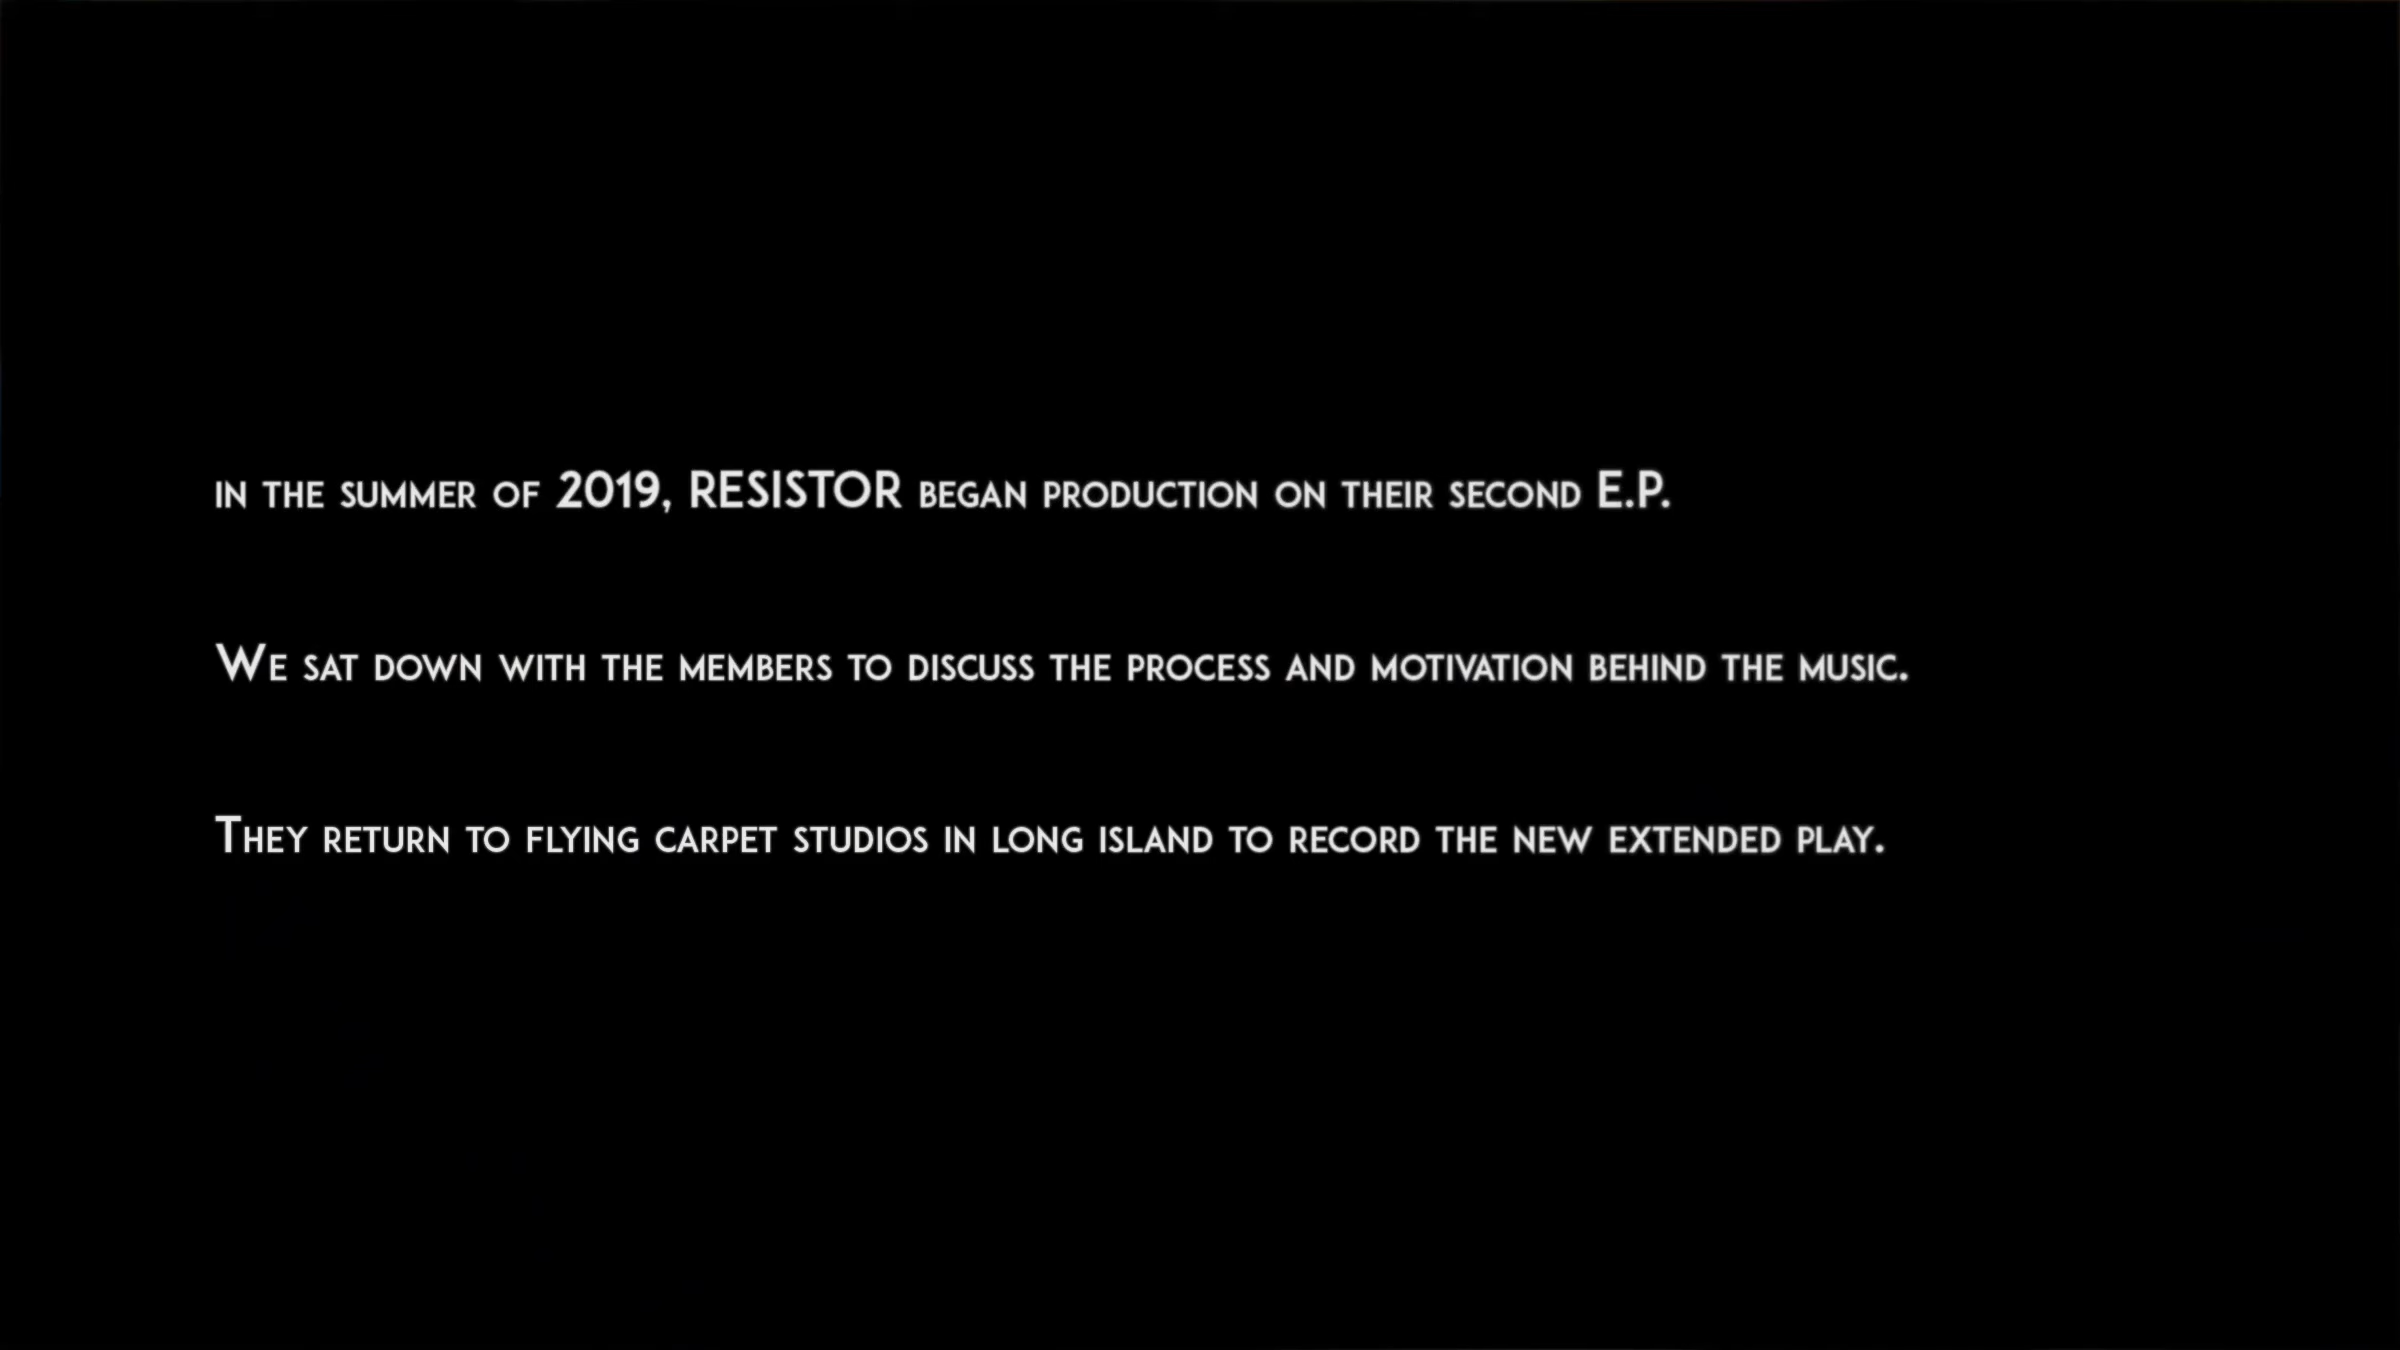 in the summer of 2019, RESISTOR began production on their second E.P.
We sat down with the members to discuss the process and motivation behind the music.
They return to flying carpet studios in long island to record the new extended play.